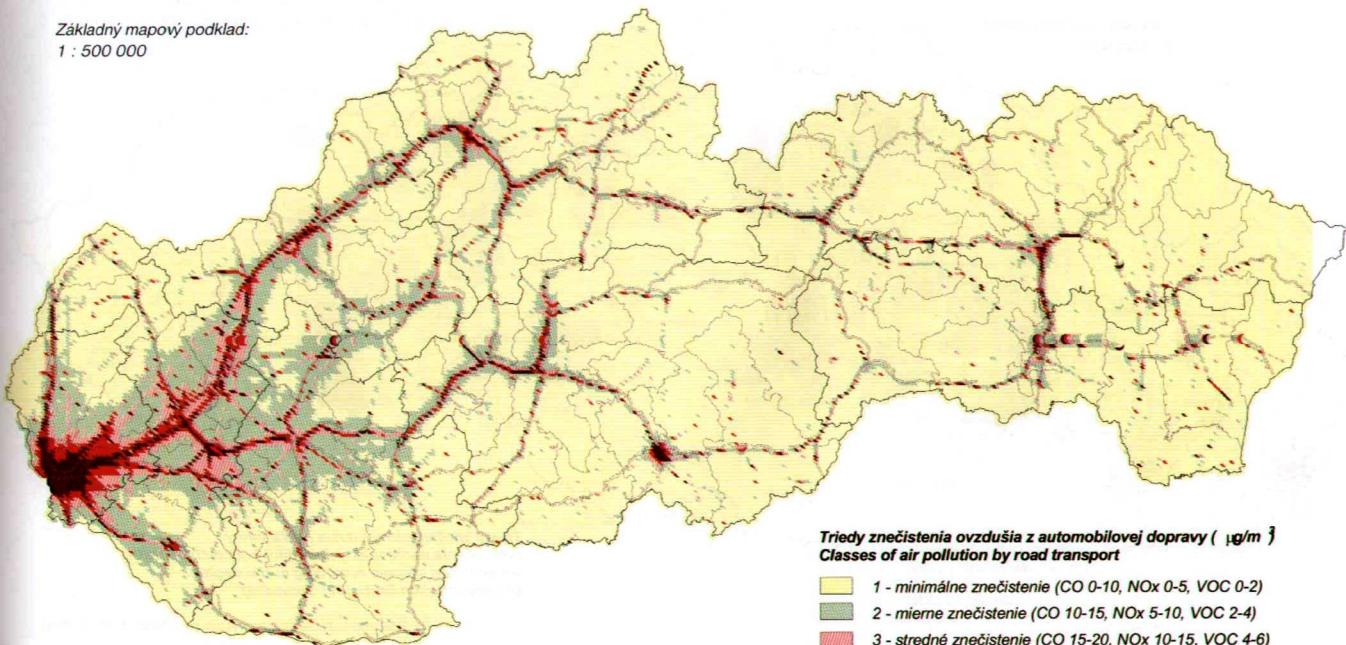 Základný mapový podklad:
1 : 500 000
Triedy znečistenia ovzdušia z automobilovej dopravy ( µg/m³)
Classes of air pollution by road transport
1 - minimálne znečistenie (CO 0-10, NOx 0-5, VOC 0-2)
2 - mierne znečistenie (CO 10-15, NOx 5-10, VOC 2-4)
3 - stredné znečistenie (CO 15-20, NOx 10-15, VOC 4-6)